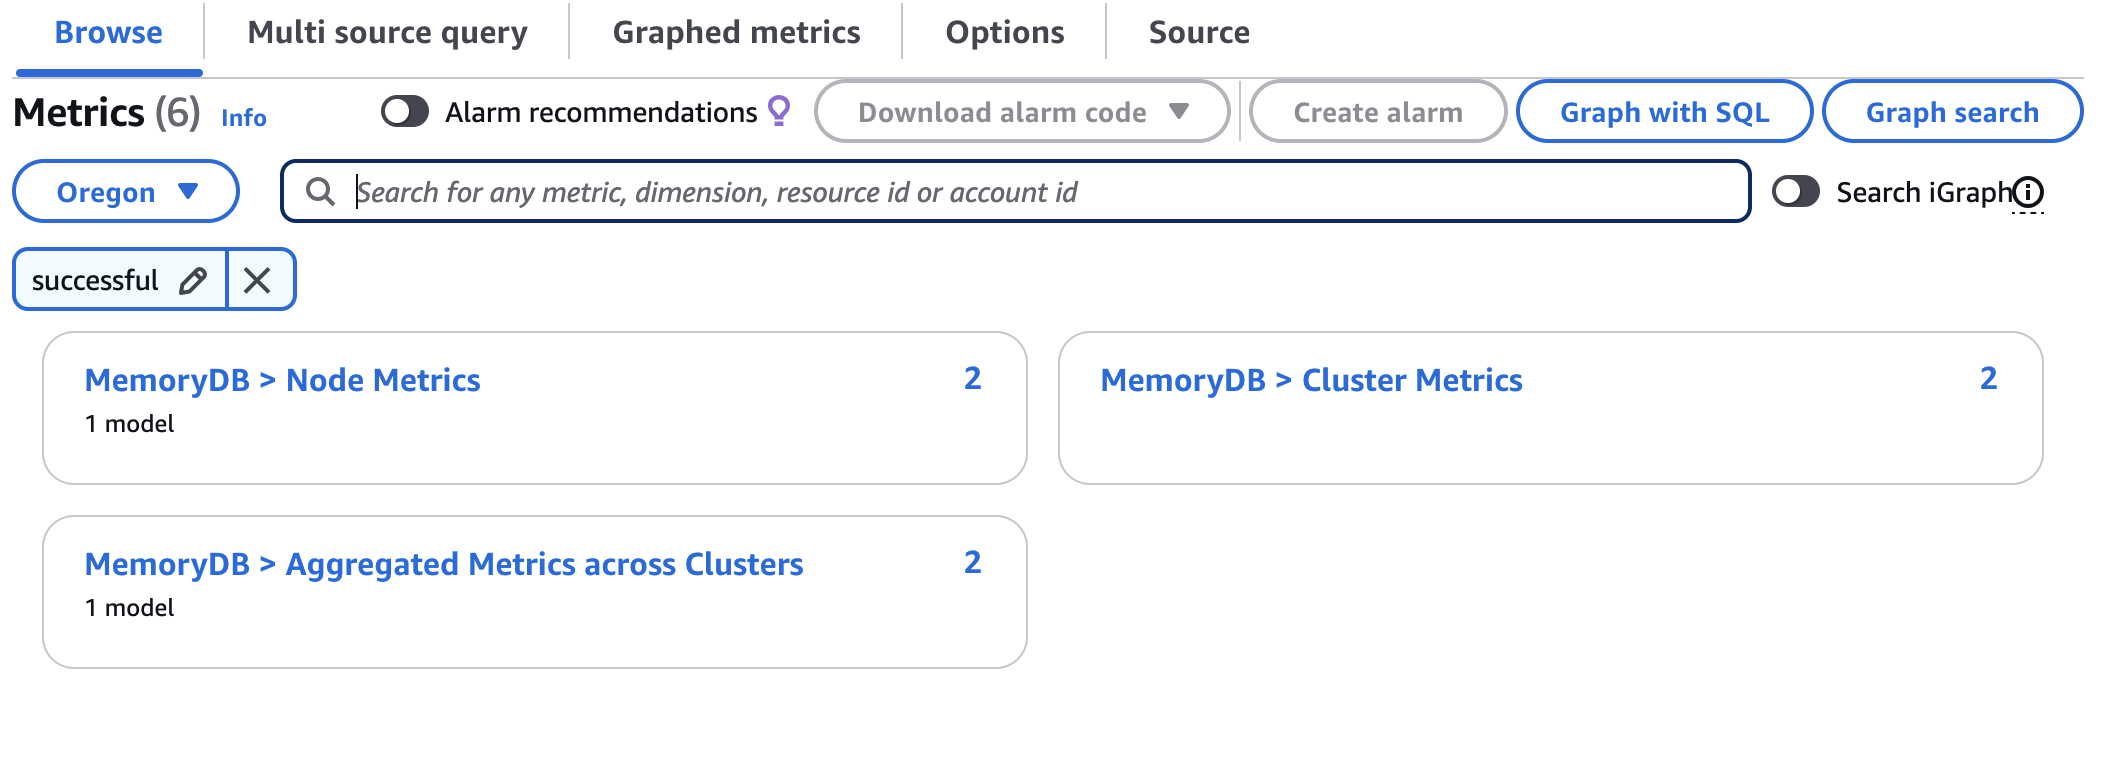 Browse Multi source query Graphed metrics Options Source
Metrics (6) Info Alarm recommendations Download alarm code Create alarm Graph with SQL Graph search
Oregon Search for any metric, dimension, resource id or account id Search iGraph
successful
MemoryDB > Node Metrics 2
1 model
MemoryDB > Cluster Metrics 2
MemoryDB > Aggregated Metrics across Clusters 2
1 model